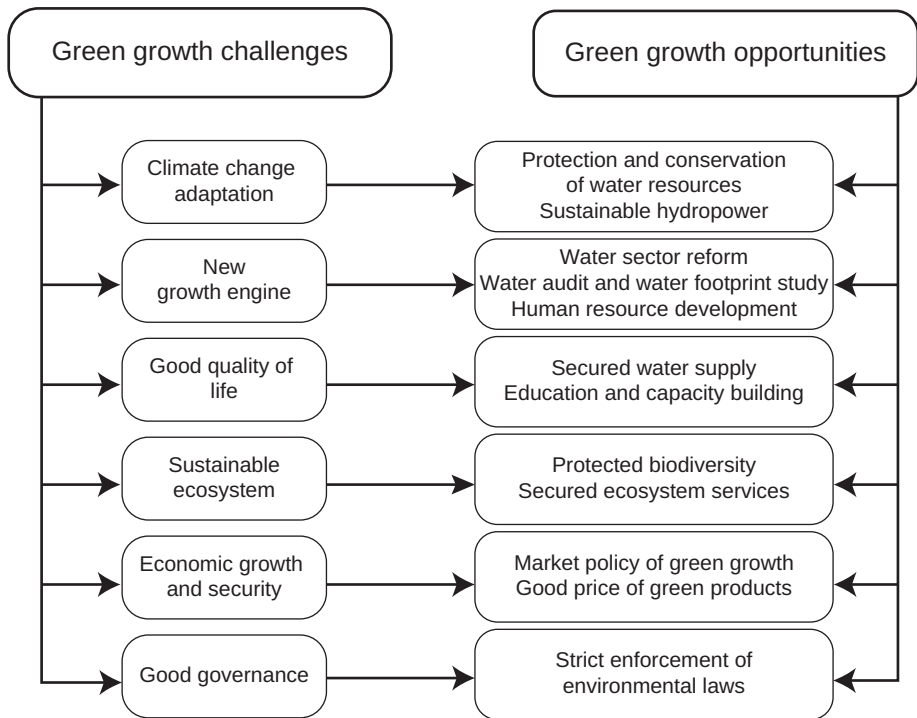 Green growth challenges
Green growth opportunities
Climate change
adaptation
Protection and conservation
of water resources
Sustainable hydropower
New
growth engine
Water sector reform
Water audit and water footprint study
Human resource development
Good quality of
life
Secured water supply
Education and capacity building
Sustainable
ecosystem
Protected biodiversity
Secured ecosystem services
Economic growth
and security
Market policy of green growth
Good price of green products
Good governance
Strict enforcement of
environmental laws